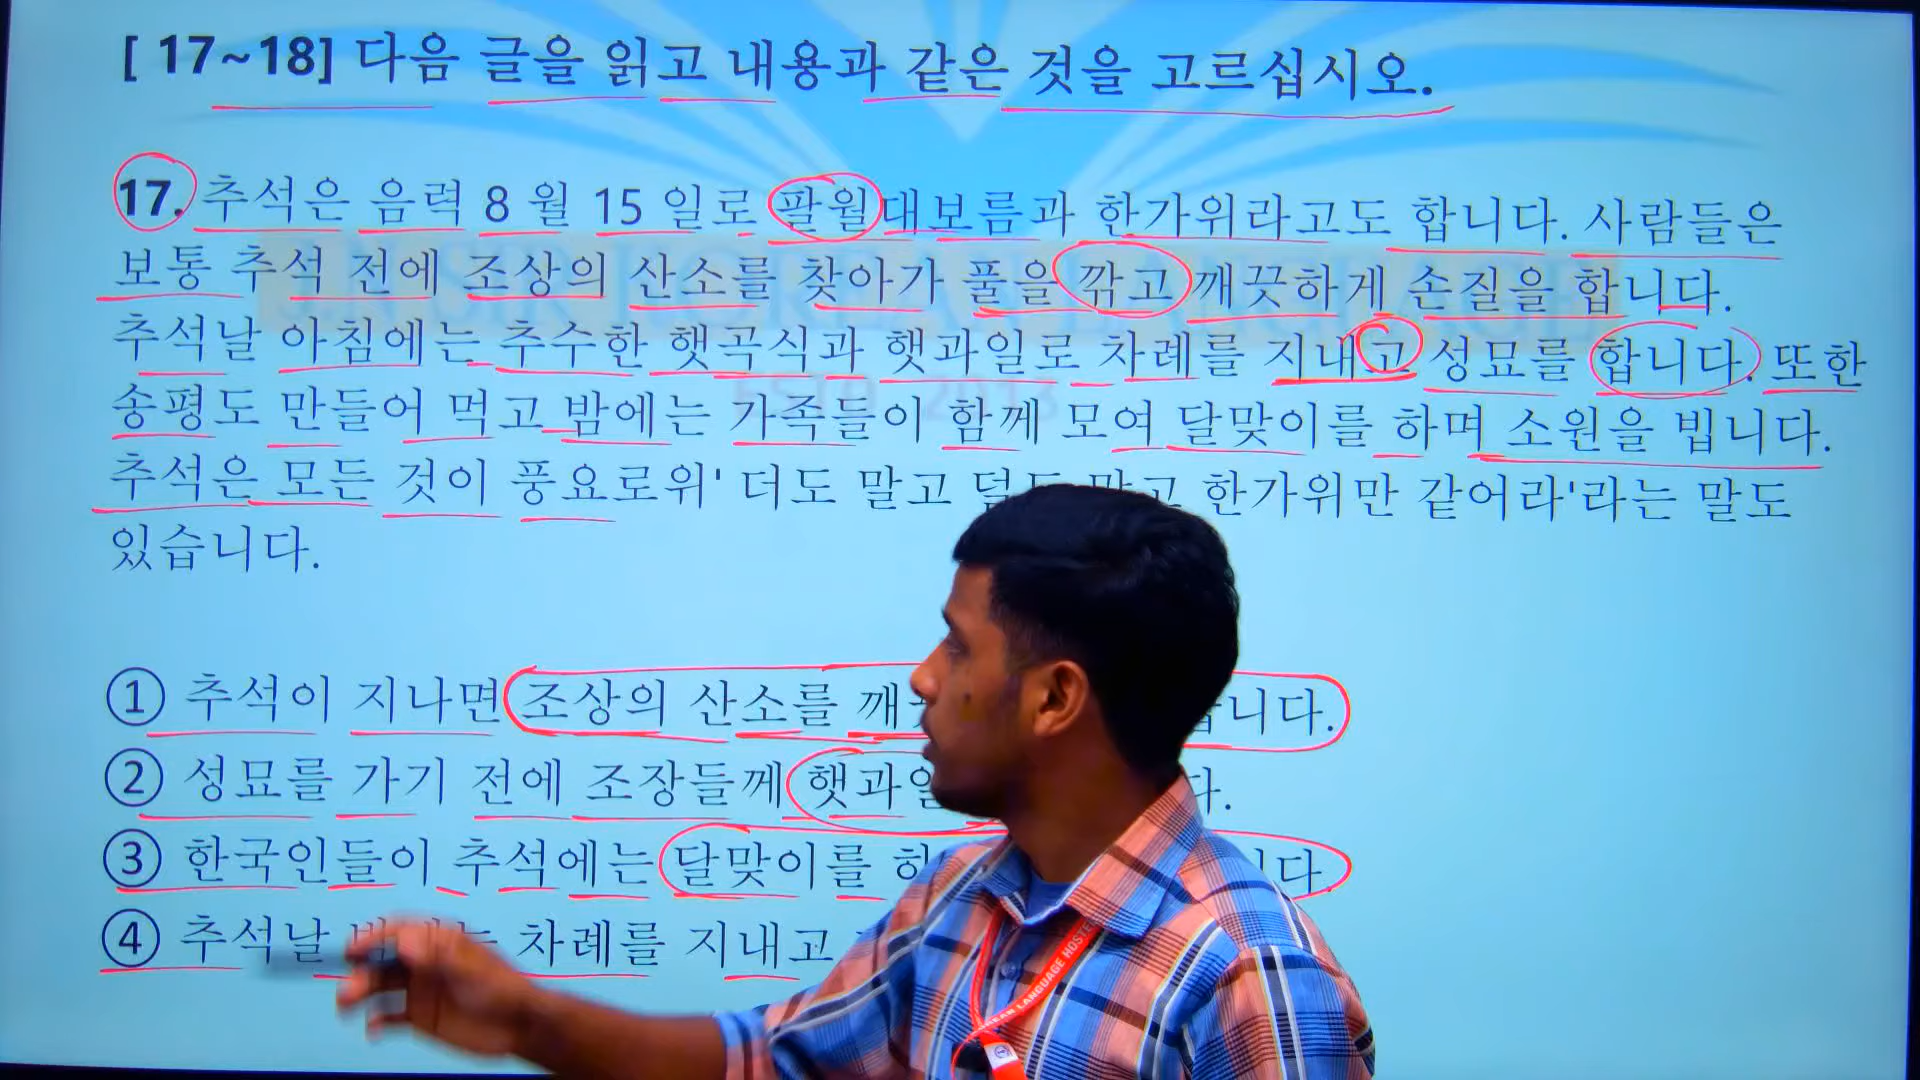 [ 17~18] 다음 글을 읽고 내용과 같은 것을 고르십시오.
17. 추석은 음력 8 월 15 일로 팔월대보름과 한가위라고도 합니다. 사람들은
보통 추석 전에 조상의 산소를 찾아가 풀을 깎고 깨끗하게 손질을 합니다.
추석날 아침에는 추수한 햇곡식과 햇과일로 차례를 지내고 성묘를 합니다. 또한
송평도 만들어 먹고 밤에는 가족들이 함께 모여 달맞이를 하며 소원을 빕니다.
추석은 모든 것이 풍요로위' 더도 말고 덜도 말고 한가위만 같어라'라는 말도
있습니다.
① 추석이 지나면 조상의 산소를
② 성묘를 가기 전에 조장들께 햇과일
③ 한국인들이 추석에는 달맞이를
④ 추석날 차례를 지내고
LANGUAGE